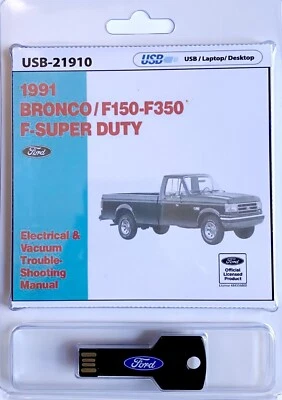 USB-21910
USB
USB / Laptop/ Desktop
1991
BRONCO/F150-F350
F-SUPER DUTY
Ford
Electrical &
Vacuum
Trouble-
Shooting
Manual
Ford
Official
Licensed
Product
Ford